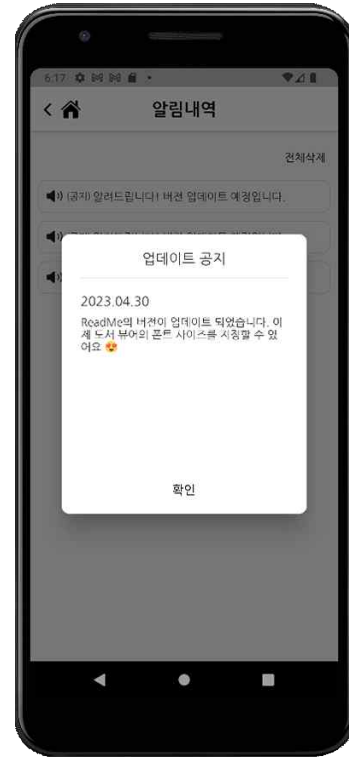 6:17
알림내역
전체삭제
(공지) 알려드립니다! 버전 업데이트 예정입니다.
업데이트 공지
2023.04.30
ReadMe의 버전이 업데이트 되었습니다. 이
제 도서 뷰어의 폰트 사이즈를 지정할 수 있
어요 😍
확인